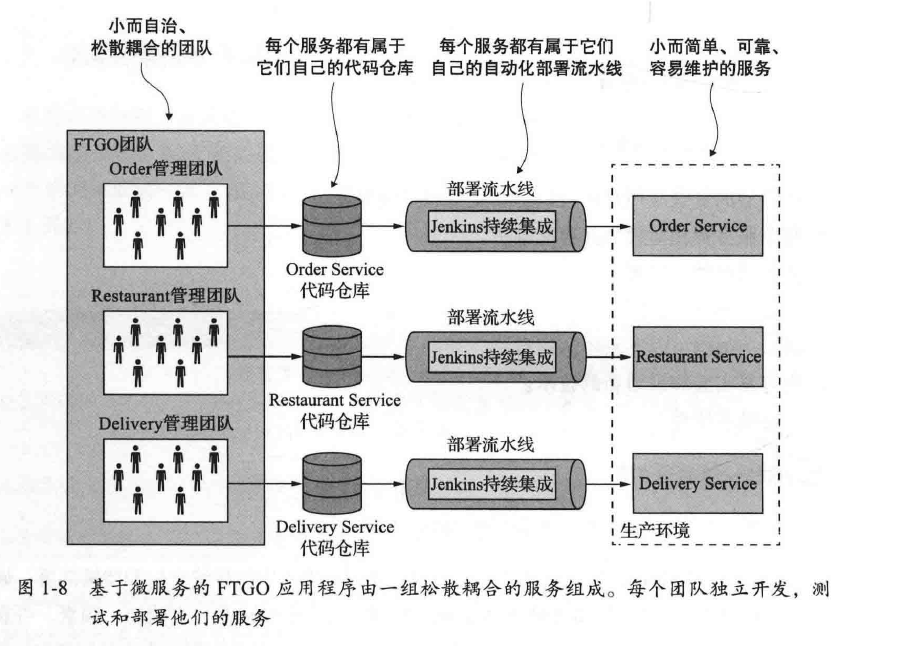 小而自治、
松散耦合的团队
每个服务都有属于
它们自己的代码仓库
每个服务都有属于它们
自己的自动化部署流水线
小而简单、可靠、
容易维护的服务
FTGO团队
Order管理团队
部署流水线
Jenkins持续集成
Order Service
Order Service
代码仓库
Restaurant管理团队
部署流水线
Jenkins持续集成
Restaurant Service
Restaurant Service
代码仓库
Delivery管理团队
部署流水线
Jenkins持续集成
Delivery Service
Delivery Service
代码仓库
生产环境
图 1-8 基于微服务的 FTGO 应用程序由一组松散耦合的服务组成。每个团队独立开发，测
试和部署他们的服务